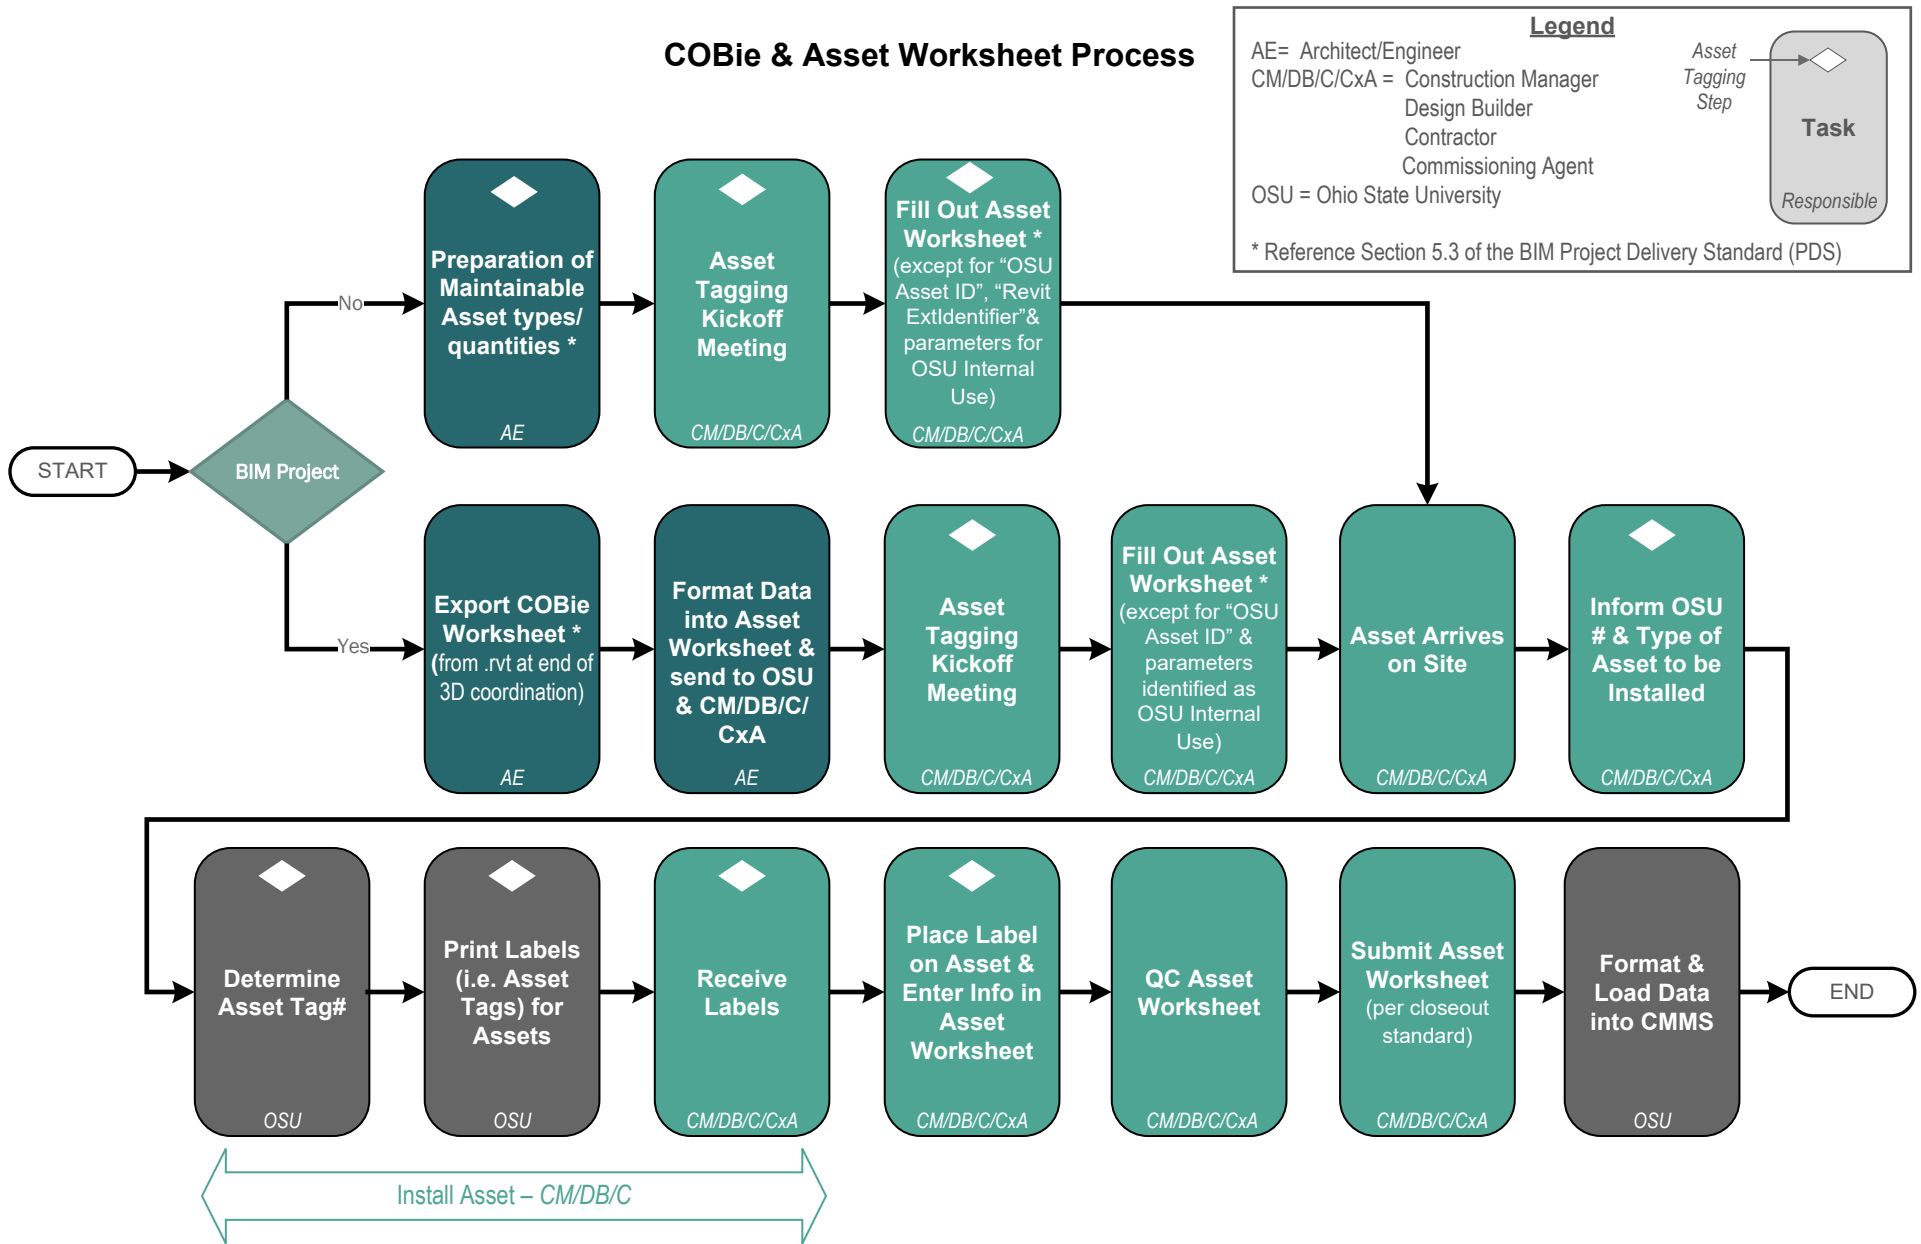 COBie & Asset Worksheet Process
Legend
AE= Architect/Engineer
CM/DB/C/CxA = Construction Manager
Design Builder
Contractor
Commissioning Agent
OSU = Ohio State University
* Reference Section 5.3 of the BIM Project Delivery Standard (PDS)
Asset
Tagging
Step
Task
Responsible
START
BIM Project
No
Preparation of
Maintainable
Asset types/
quantities *
AE
Asset
Tagging
Kickoff
Meeting
CM/DB/C/CxA
Fill Out Asset
Worksheet *
(except for “OSU
Asset ID”, “Revit
ExtIdentifier”&
parameters for
OSU Internal
Use)
CM/DB/C/CxA
Yes
Export COBie
Worksheet *
(from .rvt at end of
3D coordination)
AE
Format Data
into Asset
Worksheet &
send to OSU
& CM/DB/C/
CxA
AE
Asset
Tagging
Kickoff
Meeting
CM/DB/C/CxA
Fill Out Asset
Worksheet *
(except for “OSU
Asset ID” &
parameters
identified as
OSU Internal
Use)
CM/DB/C/CxA
Asset Arrives
on Site
CM/DB/C/CxA
Inform OSU
# & Type of
Asset to be
Installed
CM/DB/C/CxA
Determine
Asset Tag#
OSU
Print Labels
(i.e. Asset
Tags) for
Assets
OSU
Receive
Labels
CM/DB/C/CxA
Place Label
on Asset &
Enter Info in
Asset
Worksheet
CM/DB/C/CxA
QC Asset
Worksheet
CM/DB/C/CxA
Submit Asset
Worksheet
(per closeout
standard)
CM/DB/C/CxA
Format &
Load Data
into CMMS
OSU
END
Install Asset – CM/DB/C